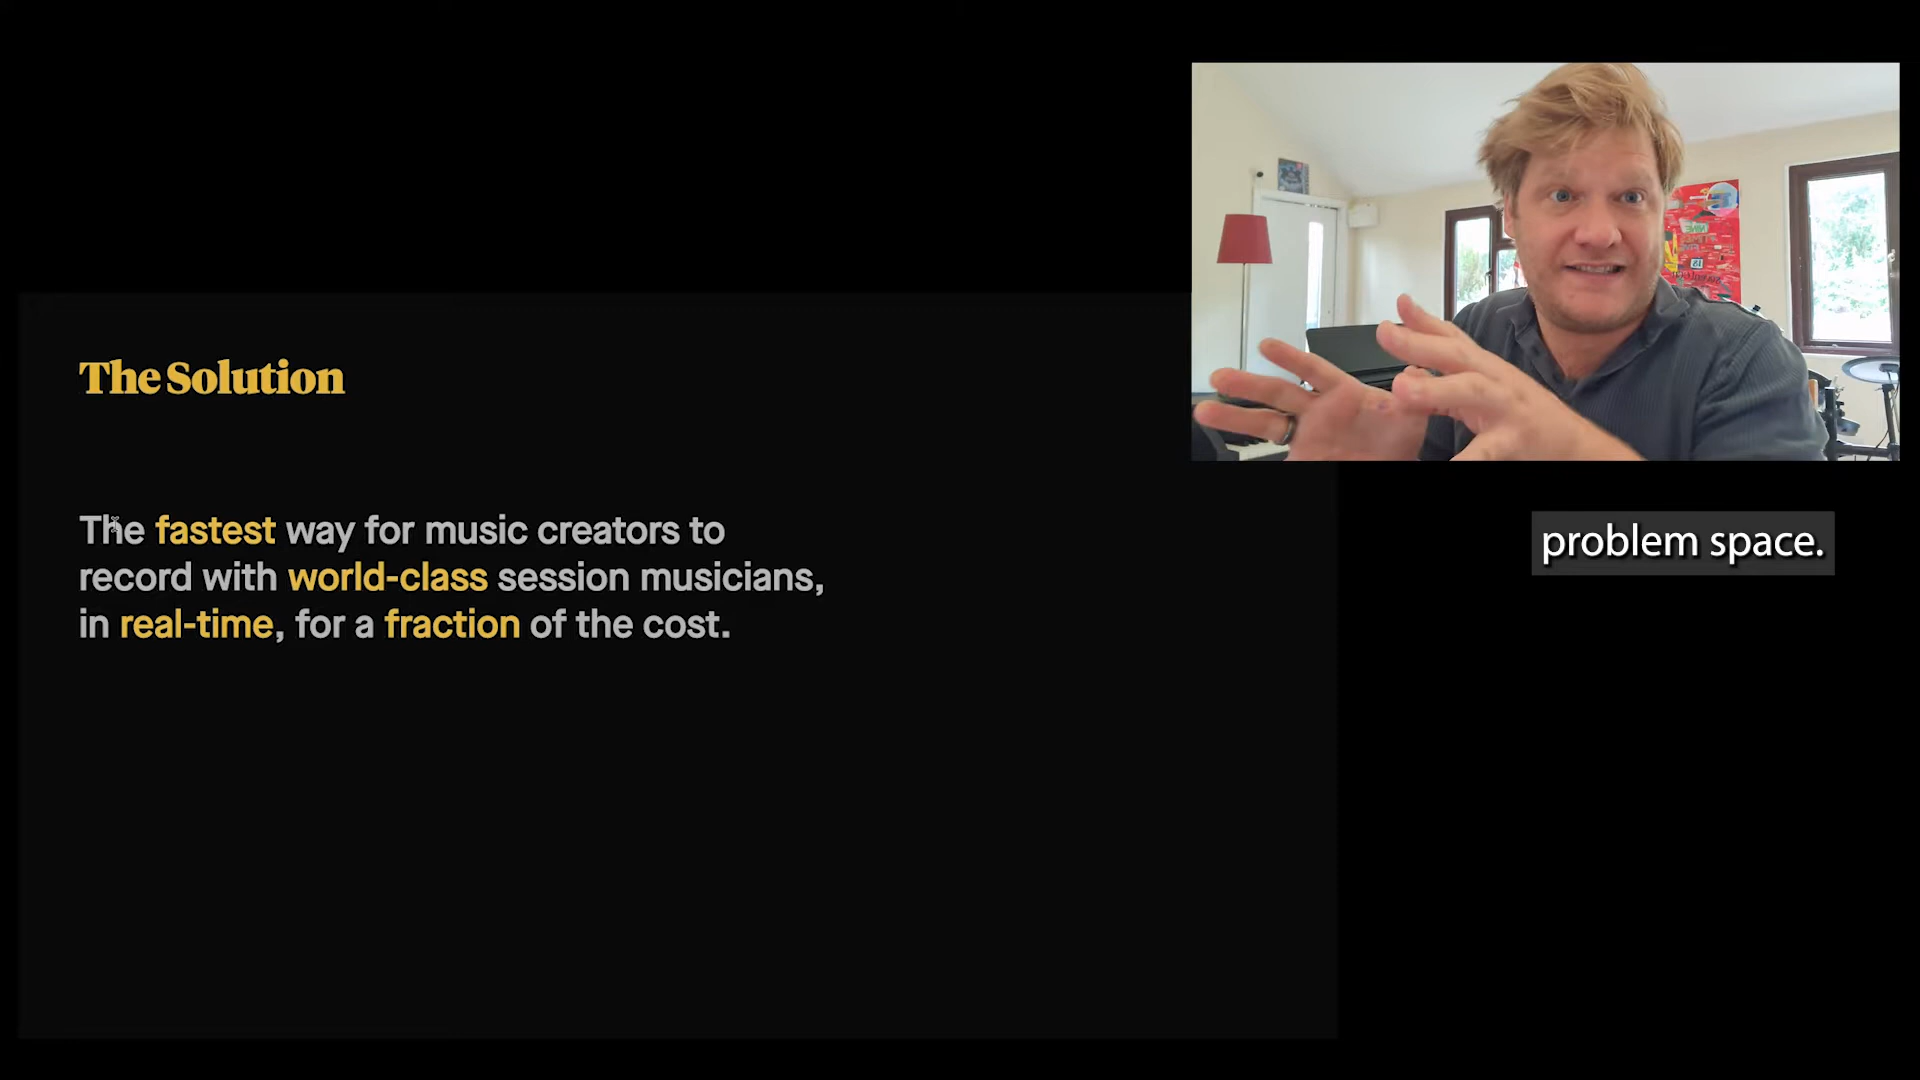 The Solution
The fastest way for music creators to
record with world-class session musicians,
in real-time, for a fraction of the cost.
problem space.